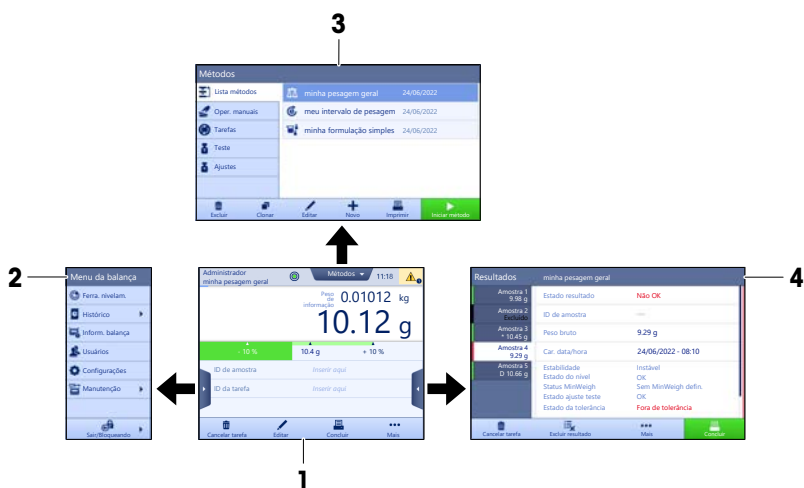 3
Métodos
Lista métodos
minha pesagem geral 24/06/2022
Oper. manuais
meu intervalo de pesagem 24/06/2022
Tarefas
minha formulação simples 24/06/2022
Teste
Ajustes
Excluir Clonar Editar Novo Imprimir Iniciar método
2
Menu da balança
Ferra. nivelam.
Histórico
Inform. balança
Usuários
Configurações
Manutenção
Sair/Bloqueando
Administrador
minha pesagem geral
Métodos 11:18
Peso
de
informação
0.01012 kg
10.12 g
- 10 % 10.4 g + 10 %
ID de amostra Inserir aqui
ID da tarefa Inserir aqui
Cancelar tarefa Editar Concluir Mais
1
4
Resultados minha pesagem geral
Amostra 1
9.98 g
Estado resultado Não OK
Amostra 2
Excluído
ID de amostra
Amostra 3
* 10.45 g
Peso bruto 9.29 g
Amostra 4
9.29 g
Car. data/hora 24/06/2022 - 08:10
Amostra 5
D 10.66 g
Estabilidade Instável
Estado do nível OK
Status MinWeigh Sem MinWeigh defin.
Estado ajuste teste OK
Estado da tolerância Fora de tolerância
Cancelar tarefa Excluir resultado Mais Concluir